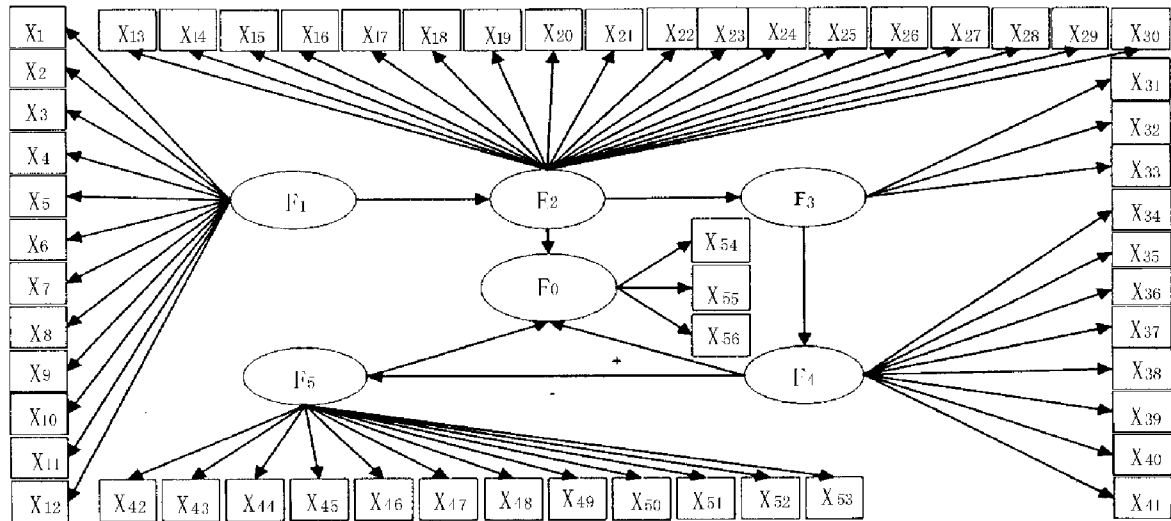 X1
X2
X3
X4
X5
X6
X7
X8
X9
X10
X11
X12
X13 X14 X15 X16 X17 X18 X19 X20 X21 X22 X23 X24 X25 X26 X27 X28 X29 X30
X31
X32
X33
X34
X35
X36
X37
X38
X39
X40
X41
F1 F2 F3
F0
X54
X55
X56
F5 + F4
-
X42 X43 X44 X45 X46 X47 X48 X49 X50 X51 X52 X53